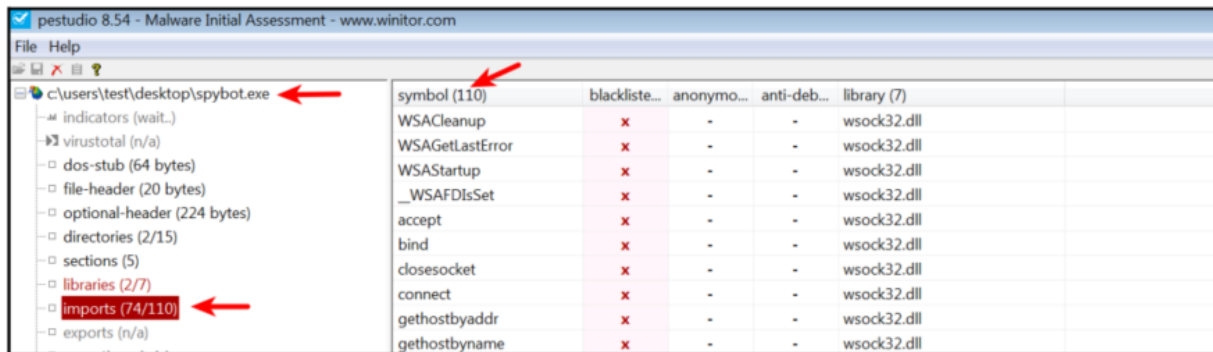 pestudio 8.54 - Malware Initial Assessment - www.winitor.com
File Help
c:\users\test\desktop\spybot.exe
indicators (wait..)
virustotal (n/a)
dos-stub (64 bytes)
file-header (20 bytes)
optional-header (224 bytes)
directories (2/15)
sections (5)
libraries (2/7)
imports (74/110)
exports (n/a)
symbol (110) blackliste... anonymo... anti-deb... library (7)
WSACleanup x - - wsock32.dll
WSAGetLastError x - - wsock32.dll
WSAStartup x - - wsock32.dll
__WSAFDIsSet x - - wsock32.dll
accept x - - wsock32.dll
bind x - - wsock32.dll
closesocket x - - wsock32.dll
connect x - - wsock32.dll
gethostbyaddr x - - wsock32.dll
gethostbyname x - - wsock32.dll